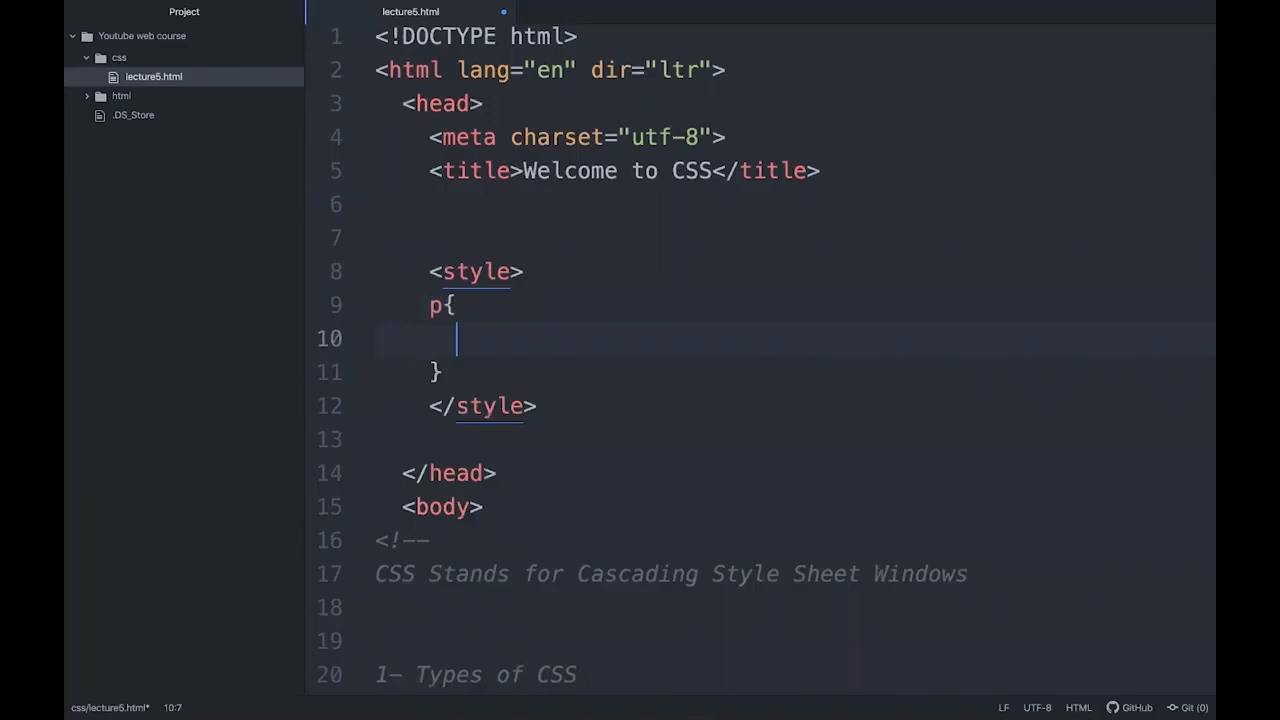 Project
Youtube web course
css
lecture5.html
html
.DS_Store
lecture5.html
1 <!DOCTYPE html>
2 <html lang="en" dir="ltr">
3 <head>
4 <meta charset="utf-8">
5 <title>Welcome to CSS</title>
6
7
8 <style>
9 p{
10
11 }
12 </style>
13
14 </head>
15 <body>
16 <!--
17 CSS Stands for Cascading Style Sheet Windows
18
19
20 1- Types of CSS
css/lecture5.html* 10:7 LF UTF-8 HTML GitHub Git (0)